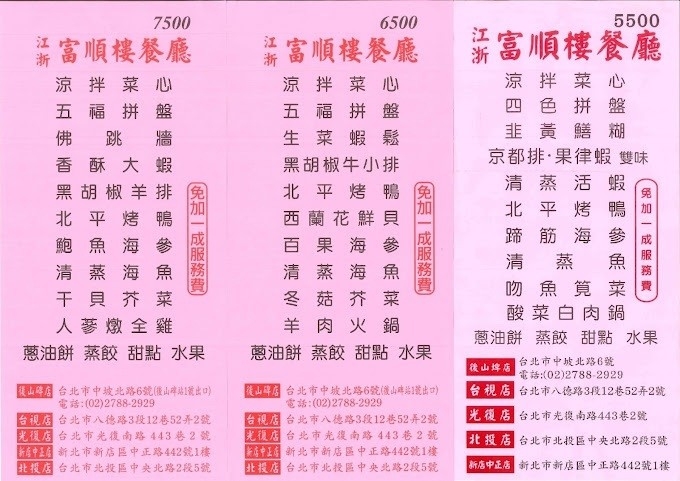 7500
江浙 富順樓餐廳
涼拌菜心
五福拼盤
佛跳牆
香酥大蝦
黑胡椒羊排
北平烤鴨
鮑魚海參
清蒸海魚
干貝芥菜
人蔘燉全雞
蔥油餅 蒸餃 甜點 水果
免加一成服務費
後山埤店 台北市中坡北路6號(後山埤站1號出口)
電話:(02)2788-2929
台視店 台北市八德路3段12巷52弄2號
光復店 台北市光復南路443巷2號
新店中正店 新北市新店區中正路442號1樓
北投店 台北市北投區中央北路2段5號
6500
江浙 富順樓餐廳
涼拌菜心
五福拼盤
生菜蝦鬆
黑胡椒牛小排
北平烤鴨
西蘭花鮮貝
百果海參
清蒸海魚
冬菇芥菜
羊肉火鍋
蔥油餅 蒸餃 甜點 水果
免加一成服務費
後山埤店 台北市中坡北路6號(後山埤站1號出口)
電話:(02)2788-2929
台視店 台北市八德路3段12巷52弄2號
光復店 台北市光復南路443巷2號
新店中正店 新北市新店區中正路442號1樓
北投店 台北市北投區中央北路2段5號
5500
江浙 富順樓餐廳
涼拌菜心
四色拼盤
韭黃鱔糊
京都排·果律蝦 雙味
清蒸活蝦
北平烤鴨
蹄筋海參
清蒸魚
吻魚筧菜
酸菜白肉鍋
蔥油餅 蒸餃 甜點 水果
免加一成服務費
後山埤店 台北市中坡北路6號
電話:(02)2788-2929
台視店 台北市八德路3段12巷52弄2號
光復店 台北市光復南路443巷2號
北投店 台北市北投區中央北路2段5號
新店中正店 新北市新店區中正路442號1樓